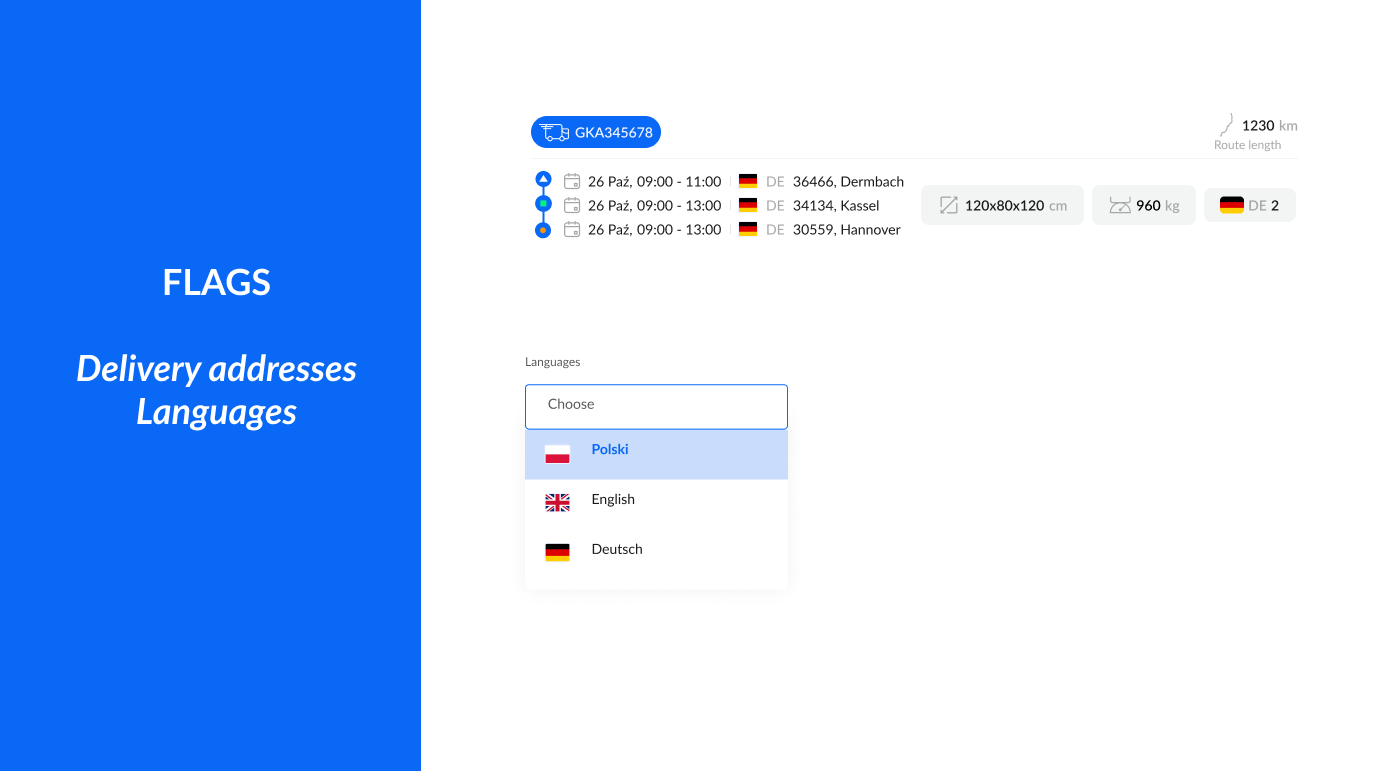 FLAGS
Delivery addresses
Languages
GKA345678
1230 km
Route length
26 Paź, 09:00 - 11:00 DE 36466, Dermbach
26 Paź, 09:00 - 13:00 DE 34134, Kassel
26 Paź, 09:00 - 13:00 DE 30559, Hannover
120x80x120 cm
960 kg
DE 2
Languages
Choose
Polski
English
Deutsch